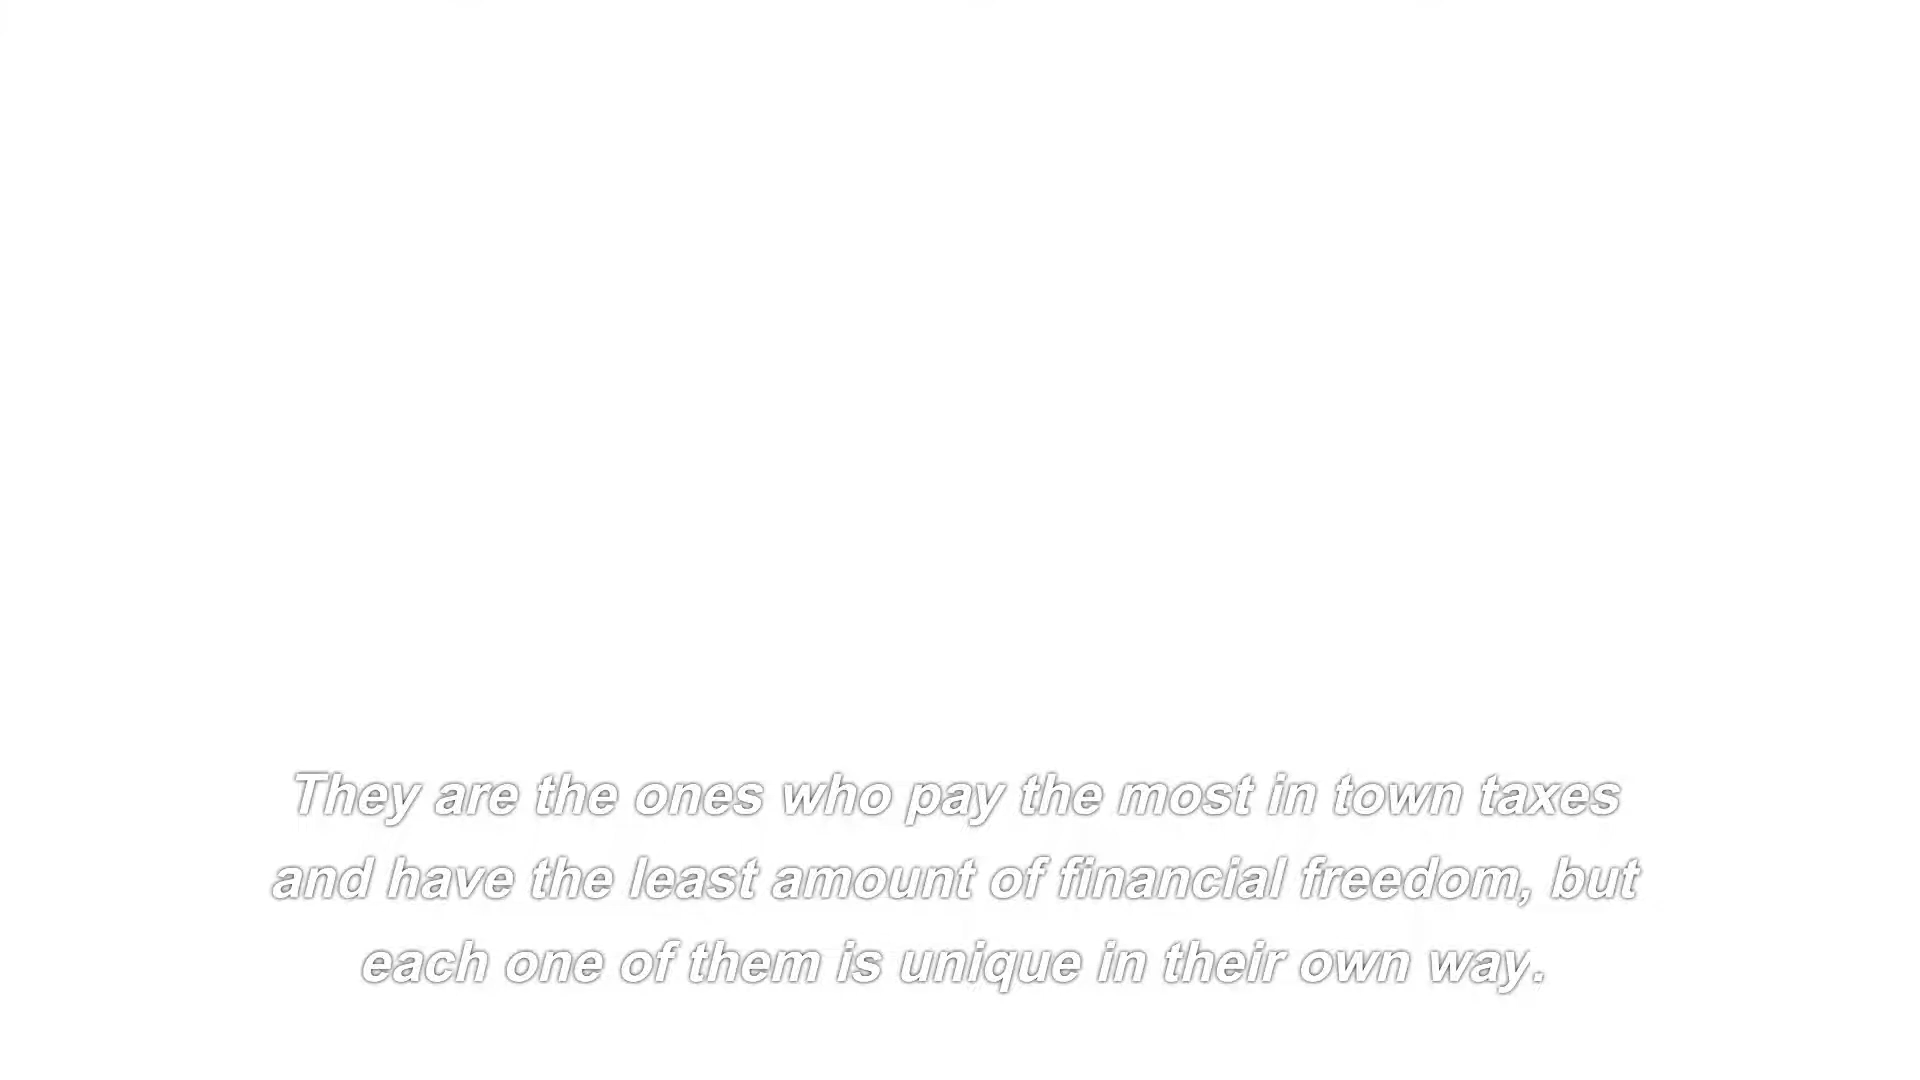 They are the ones who pay the most in town taxes
and have the least amount of financial freedom, but
each one of them is unique in their own way.